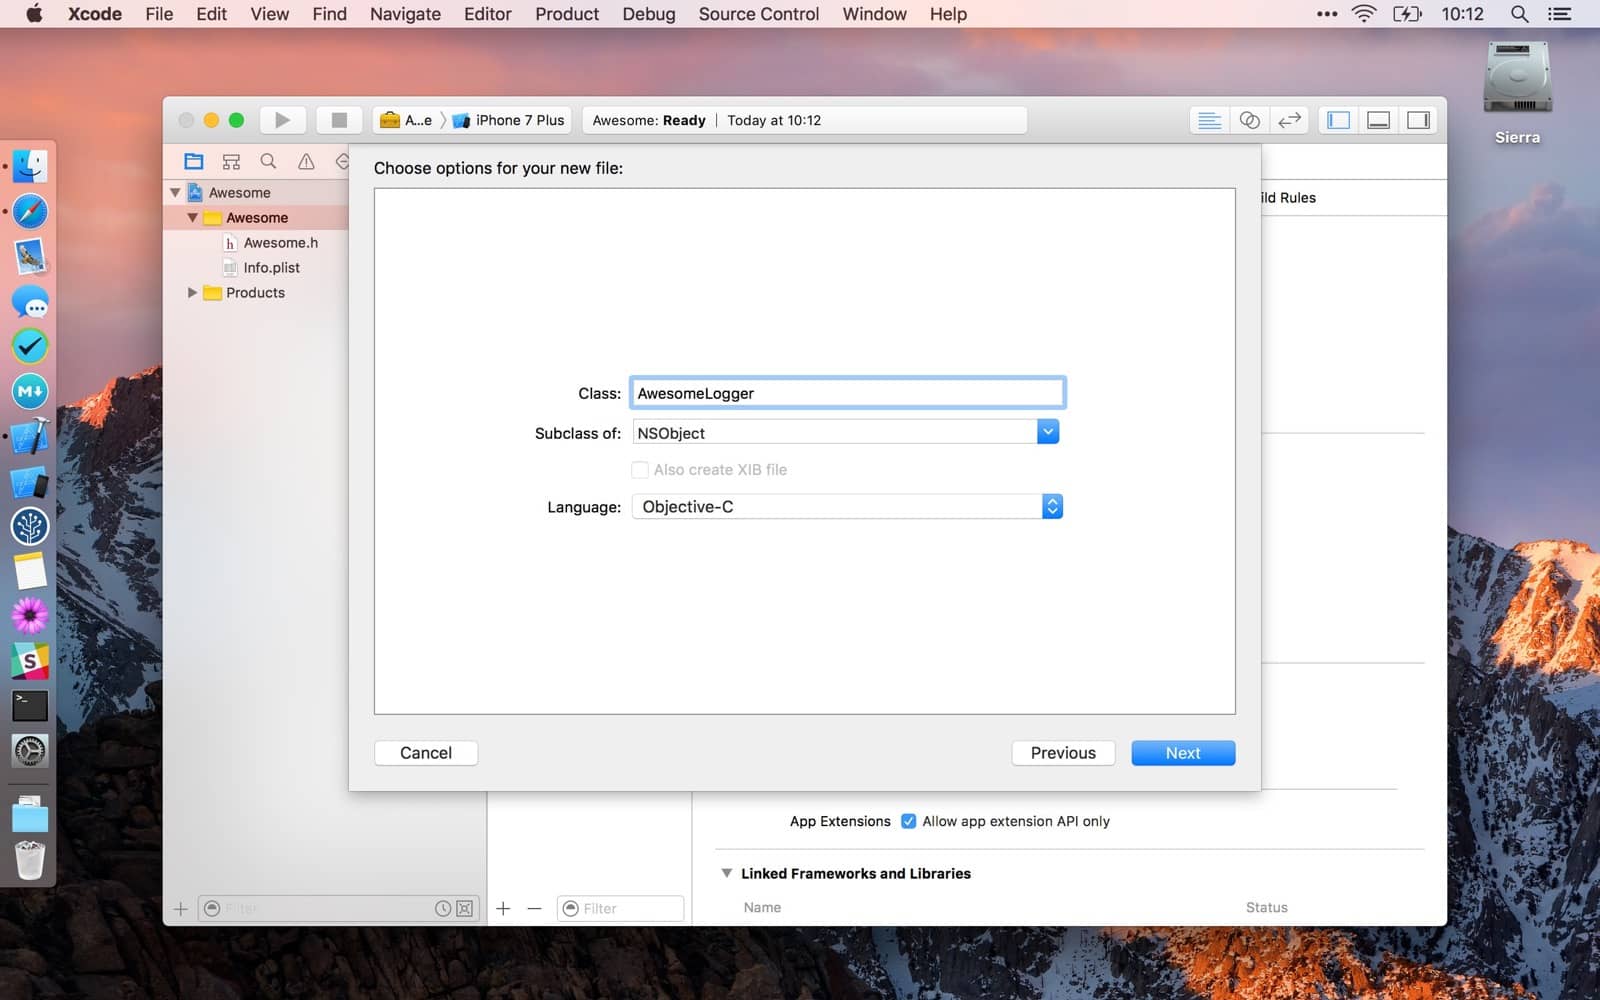 Xcode File Edit View Find Navigate Editor Product Debug Source Control Window Help 10:12
Sierra
A...e iPhone 7 Plus Awesome: Ready Today at 10:12
Choose options for your new file:
ild Rules
Awesome
Awesome
h Awesome.h
Info.plist
Products
Class: AwesomeLogger
Subclass of: NSObject
Also create XIB file
Language: Objective-C
M
S
>_
Cancel Previous Next
App Extensions Allow app extension API only
Linked Frameworks and Libraries
Name Status
Filter Filter